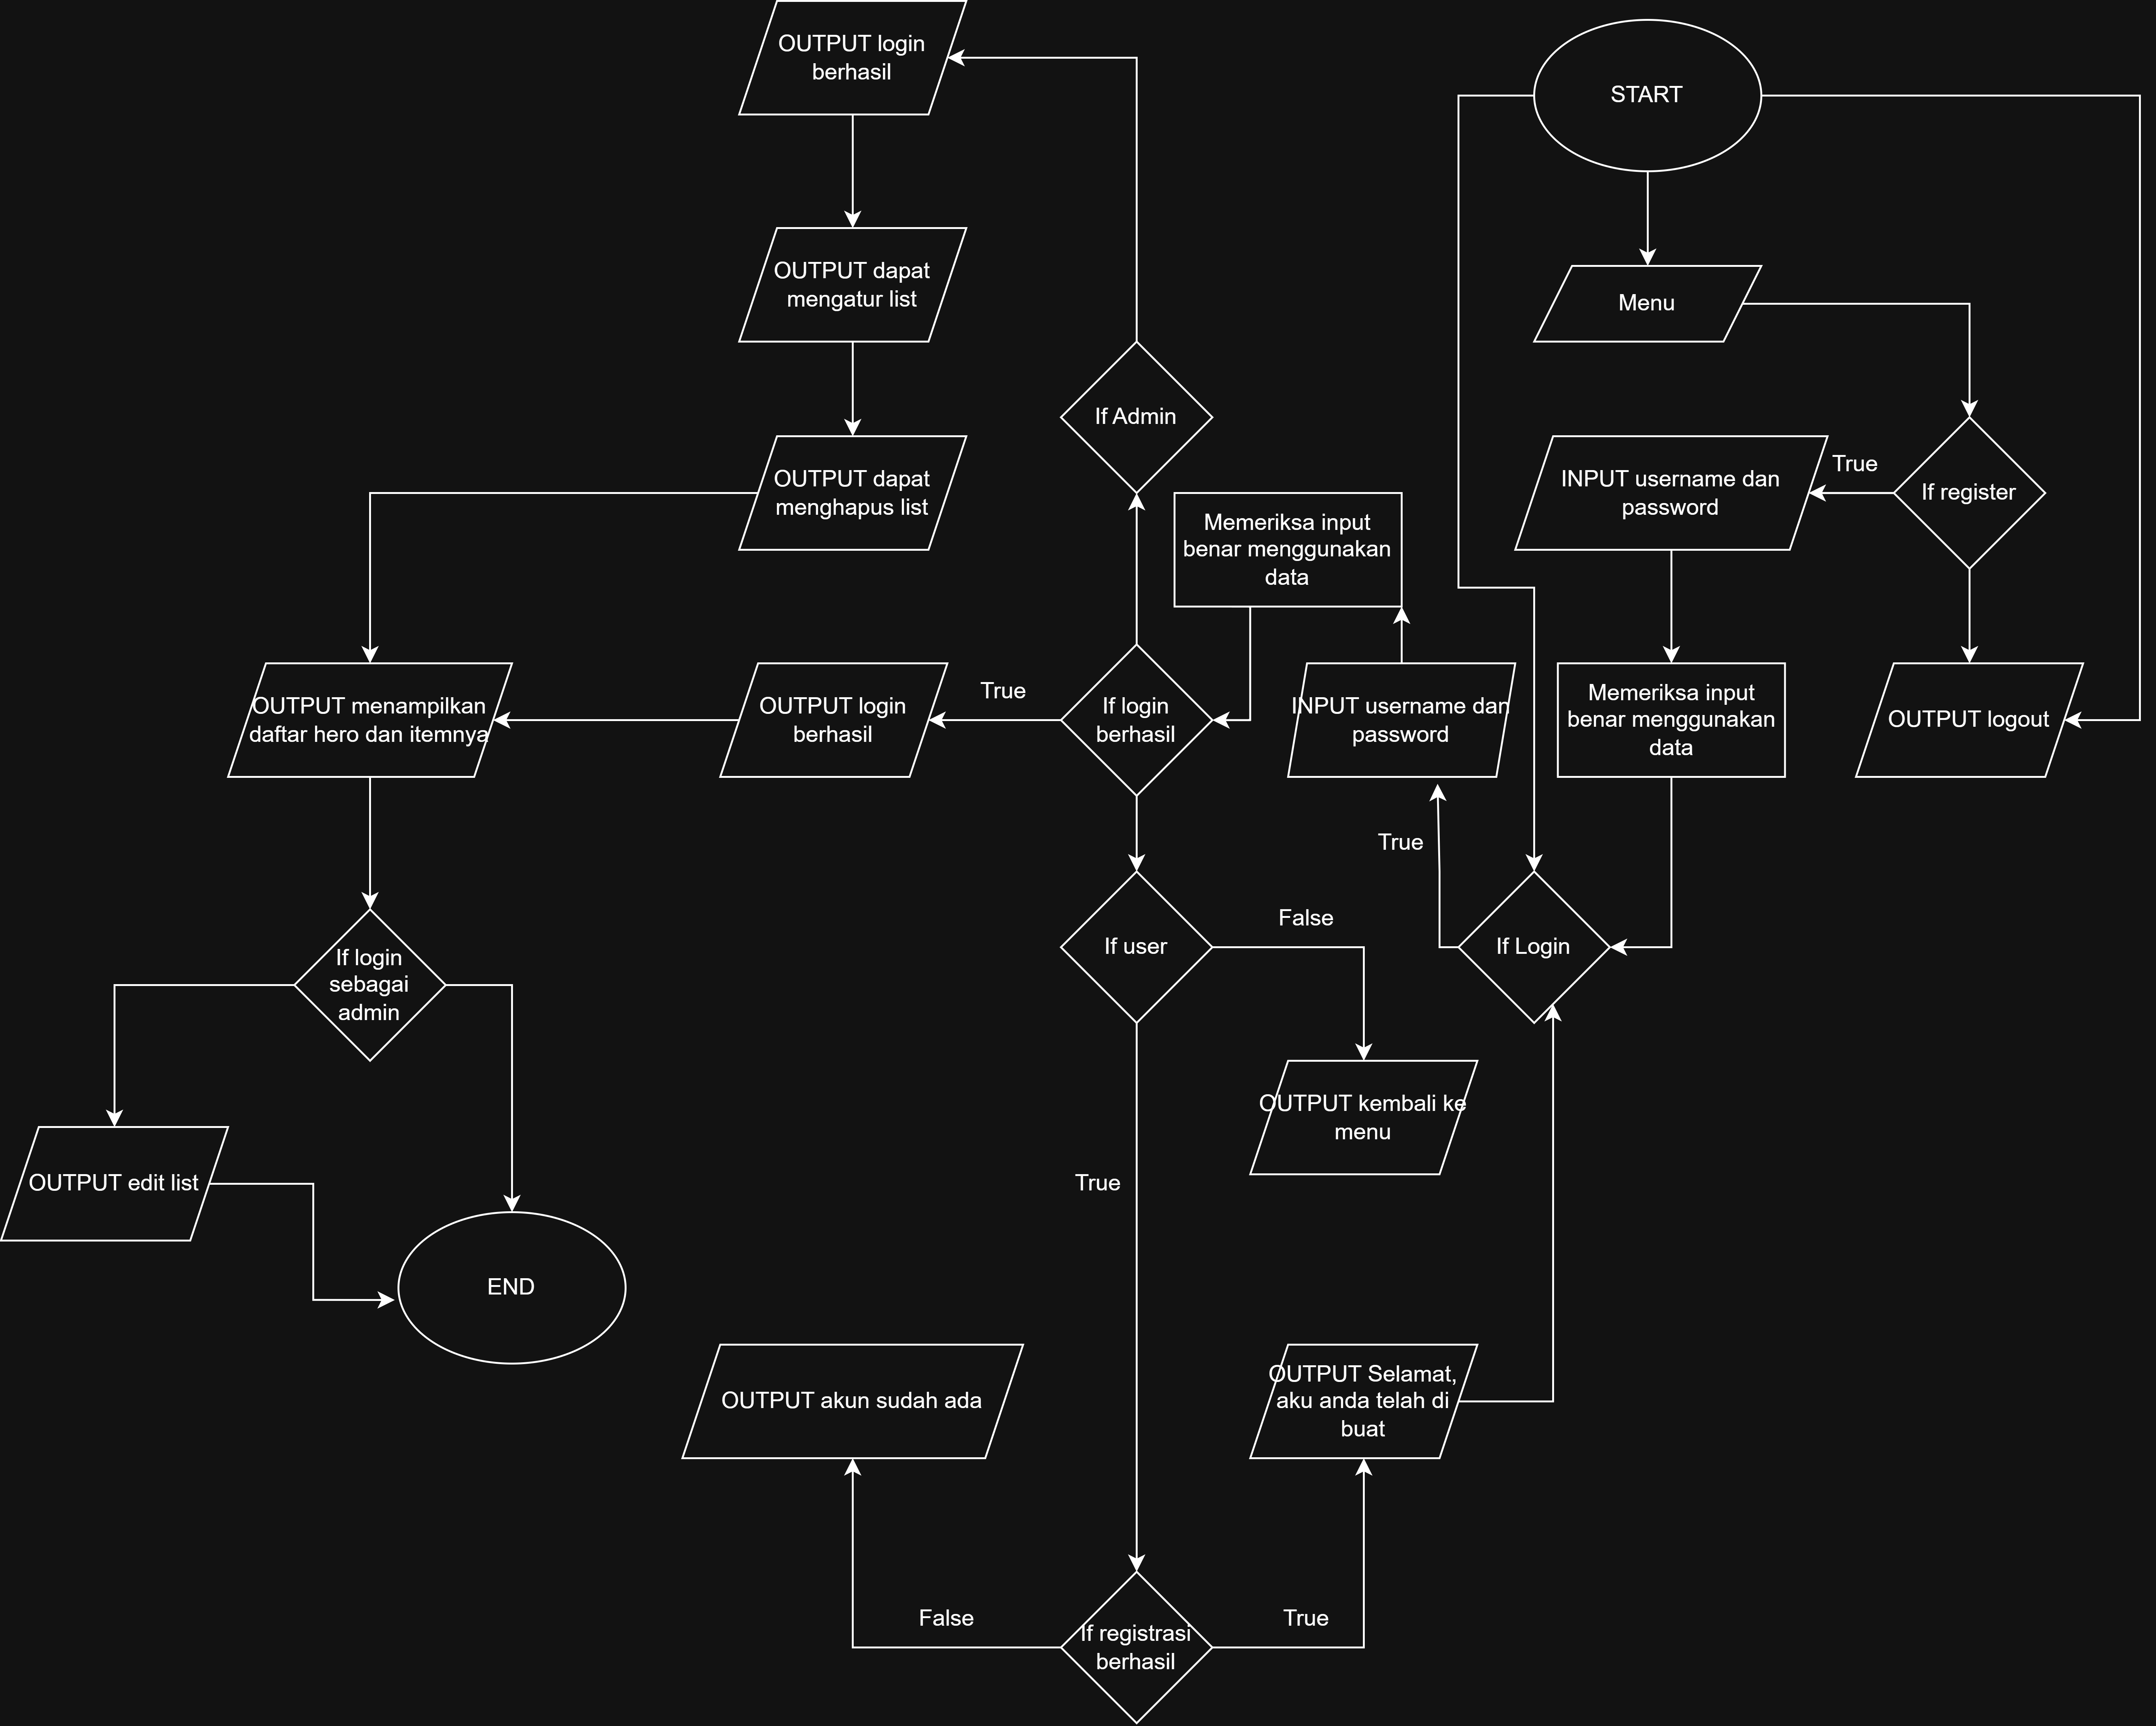 OUTPUT login
berhasil
START
OUTPUT dapat
mengatur list
Menu
If Admin
OUTPUT dapat
menghapus list
Memeriksa input
benar menggunakan
data
INPUT username dan
password
True
If register
OUTPUT menampilkan
daftar hero dan itemnya
OUTPUT login
berhasil
True
If login
berhasil
INPUT username dan
password
Memeriksa input
benar menggunakan
data
OUTPUT logout
True
If login
sebagai
admin
If user
False
If Login
OUTPUT kembali ke
menu
OUTPUT edit list
True
END
OUTPUT akun sudah ada
OUTPUT Selamat,
aku anda telah di
buat
False
If registrasi
berhasil
True